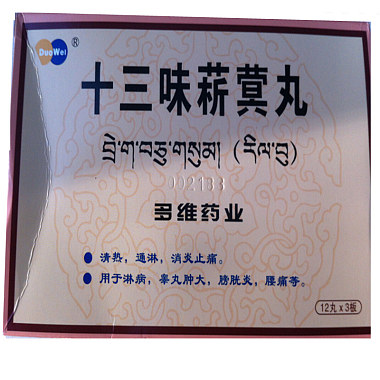 DuoWei ®
十三味菥蓂丸
བྲེ་ག་བཅུ་གསུམ། (རིལ་བུ)
002133
多维药业
清热，通淋，消炎止痛。
用于淋病，睾丸肿大，膀胱炎，腰痛等。
12丸x3板